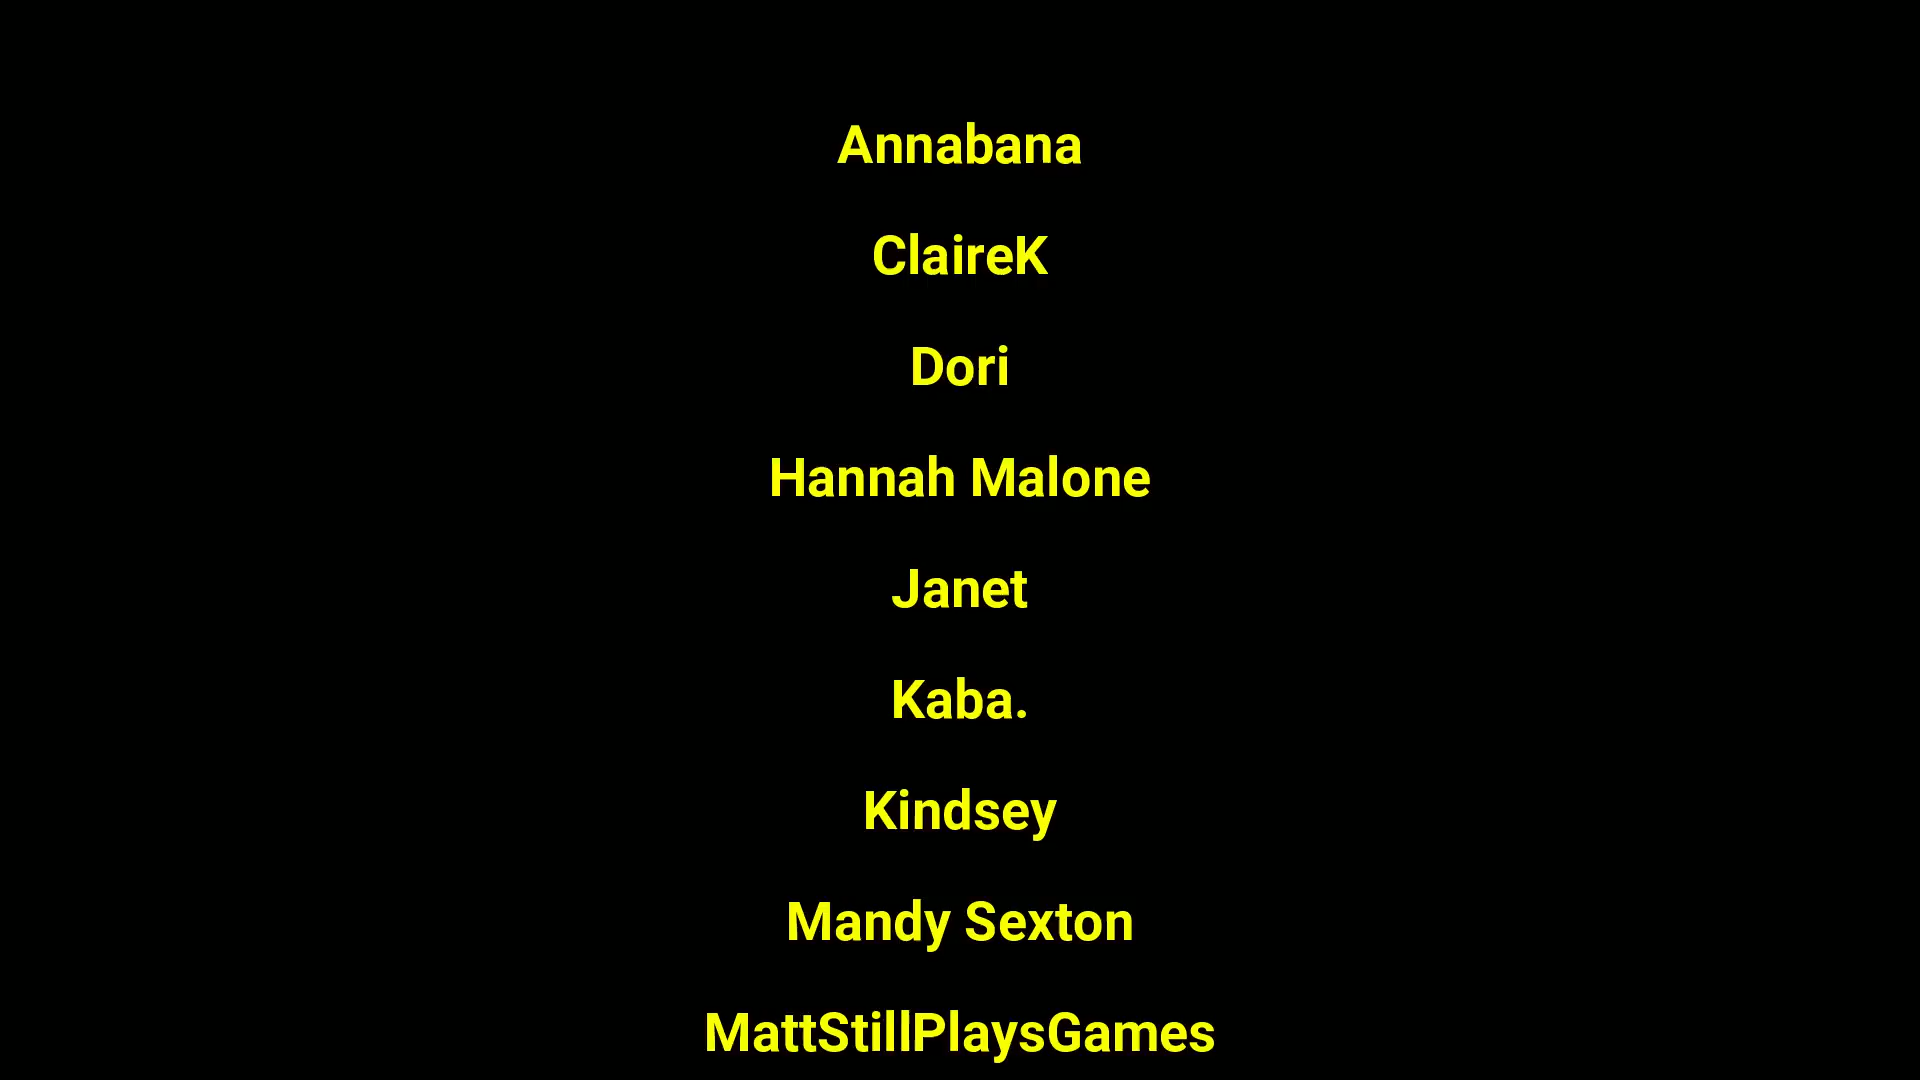 Annabana
ClaireK
Dori
Hannah Malone
Janet
Kaba.
Kindsey
Mandy Sexton
MattStillPlaysGames